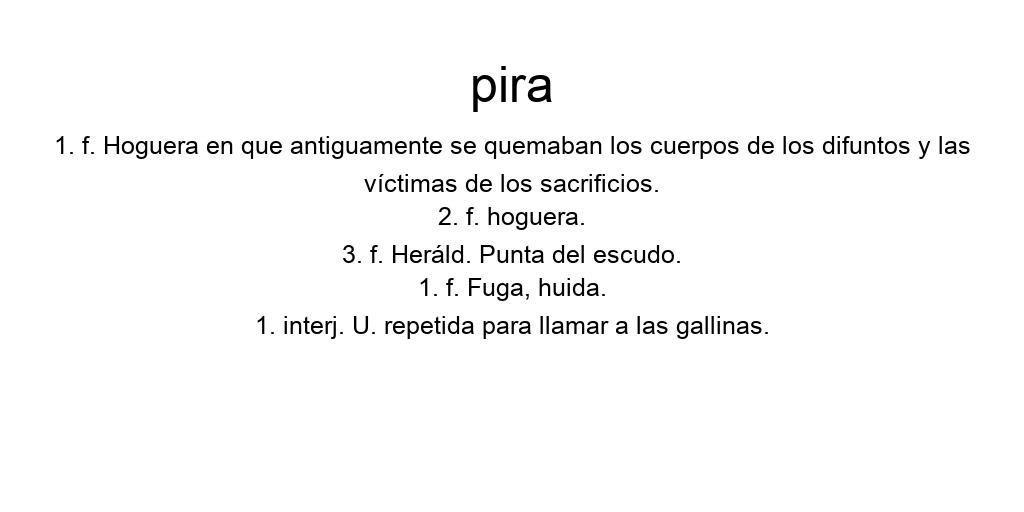 pira
1. f. Hoguera en que antiguamente se quemaban los cuerpos de los difuntos y las
víctimas de los sacrificios.
2. f. hoguera.
3. f. Heráld. Punta del escudo.
1. f. Fuga, huida.
1. interj. U. repetida para llamar a las gallinas.